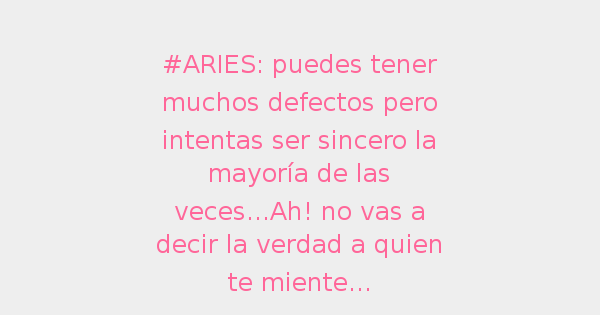 #ARIES: puedes tener
muchos defectos pero
intentas ser sincero la
mayoría de las
veces...Ah! no vas a
decir la verdad a quien
te miente...